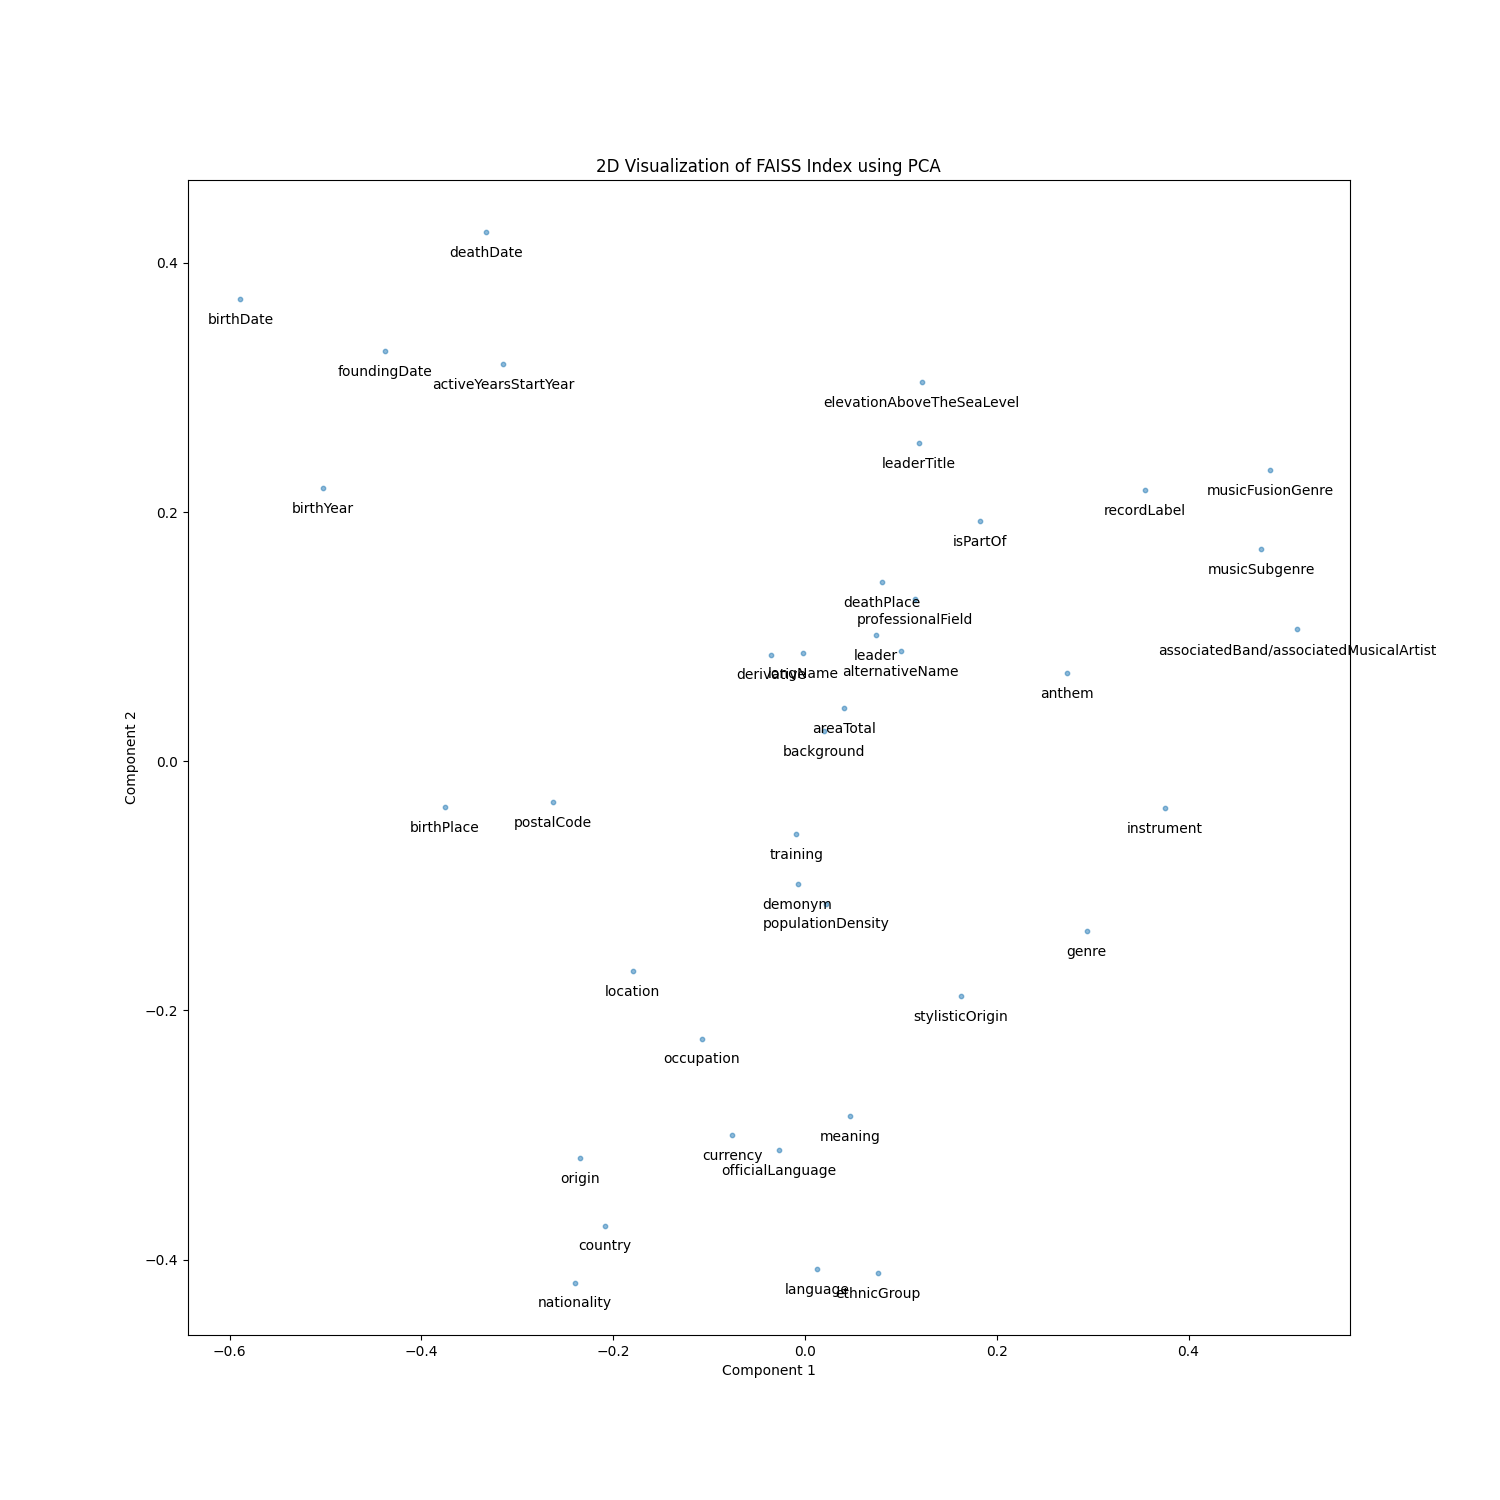 2D Visualization of FAISS Index using PCA
deathDate
0.4
birthDate
foundingDate
activeYearsStartYear
elevationAboveTheSeaLevel
leaderTitle
musicFusionGenre
birthYear
recordLabel
0.2
isPartOf
musicSubgenre
deathPlace
professionalField
associatedBand/associatedMusicalArtist
leader
derivative
longName
alternativeName
anthem
areaTotal
background
0.0
Component 2
birthPlace
postalCode
instrument
training
demonym
populationDensity
genre
location
−0.2
stylisticOrigin
occupation
meaning
currency
officialLanguage
origin
country
−0.4
language
ethnicGroup
nationality
−0.6
−0.4
−0.2
0.0
0.2
0.4
Component 1